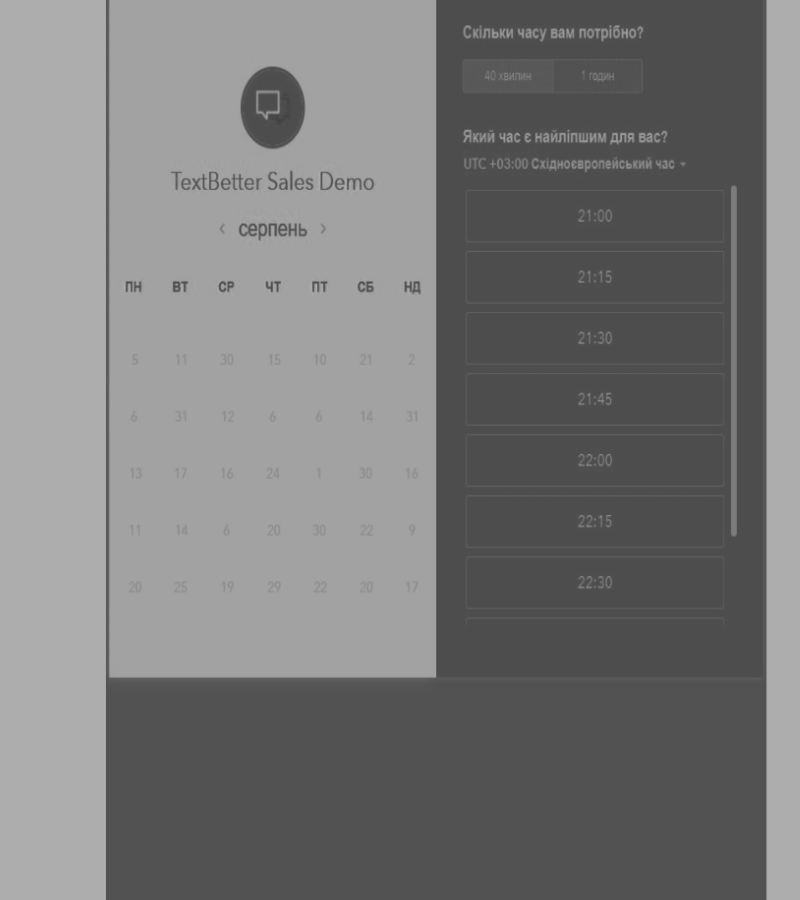 TextBetter Sales Demo
‹ серпень ›
ПН ВТ СР ЧТ ПТ СБ НД
5 11 30 15 10 21 2
6 31 12 6 6 14 31
13 17 16 24 1 30 16
11 14 6 20 30 22 9
20 25 19 29 22 20 17
Скільки часу вам потрібно?
40 хвилин 1 годин
Який час є найліпшим для вас?
UTC +03:00 Східноєвропейський час
21:00
21:15
21:30
21:45
22:00
22:15
22:30